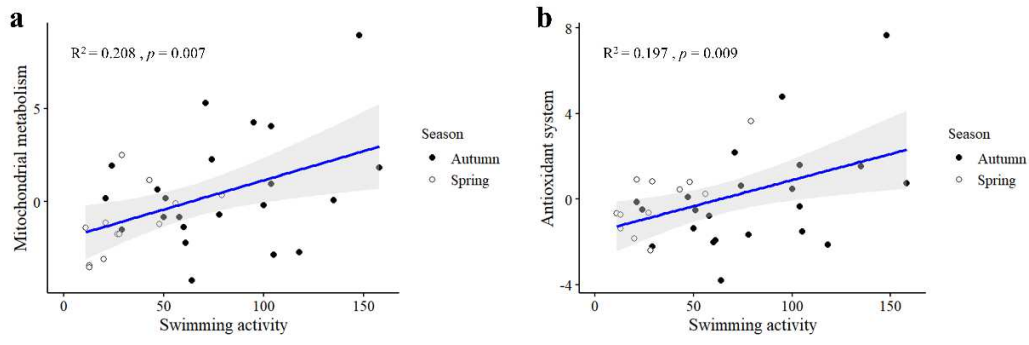 a
R² = 0.208 , p = 0.007
Mitochondrial metabolism
5
0
0
50
100
150
Swimming activity
Season
Autumn
Spring
b
R² = 0.197 , p = 0.009
Antioxidant system
8
4
0
-4
0
50
100
150
Swimming activity
Season
Autumn
Spring